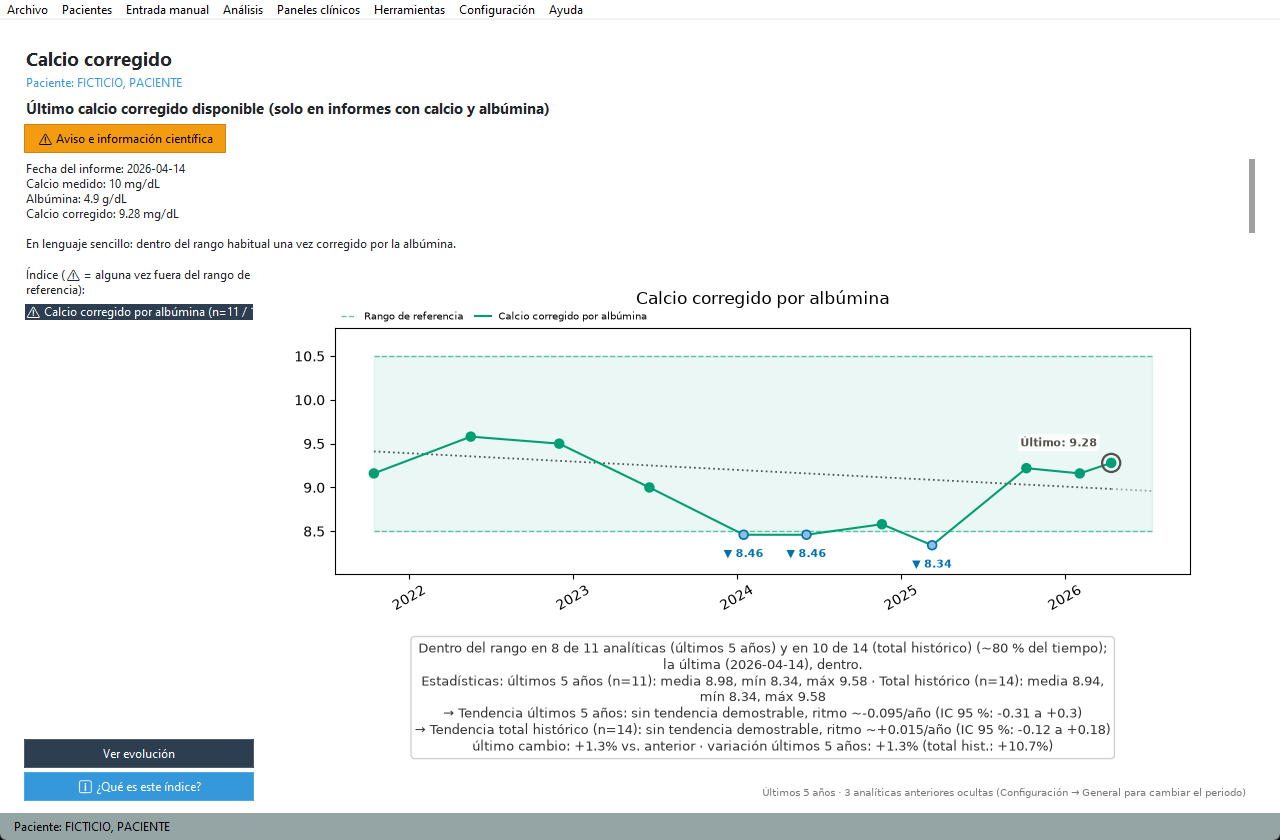 Archivo Pacientes Entrada manual Análisis Paneles clínicos Herramientas Configuración Ayuda
Calcio corregido
Paciente: FICTICIO, PACIENTE
Último calcio corregido disponible (solo en informes con calcio y albúmina)
⚠ Aviso e información científica
Fecha del informe: 2026-04-14
Calcio medido: 10 mg/dL
Albúmina: 4.9 g/dL
Calcio corregido: 9.28 mg/dL
En lenguaje sencillo: dentro del rango habitual una vez corregido por la albúmina.
Índice (⚠ = alguna vez fuera del rango de
referencia):
⚠ Calcio corregido por albúmina (n=11 /
Calcio corregido por albúmina
Rango de referencia Calcio corregido por albúmina
10.5
10.0
9.5
9.0
8.5
Último: 9.28
▼ 8.46 ▼ 8.46
▼ 8.34
2022 2023 2024 2025 2026
Dentro del rango en 8 de 11 analíticas (últimos 5 años) y en 10 de 14 (total histórico) (~80 % del tiempo);
la última (2026-04-14), dentro.
Estadísticas: últimos 5 años (n=11): media 8.98, mín 8.34, máx 9.58 · Total histórico (n=14): media 8.94,
mín 8.34, máx 9.58
→ Tendencia últimos 5 años: sin tendencia demostrable, ritmo ~-0.095/año (IC 95 %: -0.31 a +0.3)
→ Tendencia total histórico (n=14): sin tendencia demostrable, ritmo ~+0.015/año (IC 95 %: -0.12 a +0.18)
último cambio: +1.3% vs. anterior · variación últimos 5 años: +1.3% (total hist.: +10.7%)
Ver evolución
ℹ ¿Qué es este índice?
Últimos 5 años · 3 analíticas anteriores ocultas (Configuración → General para cambiar el periodo)
Paciente: FICTICIO, PACIENTE